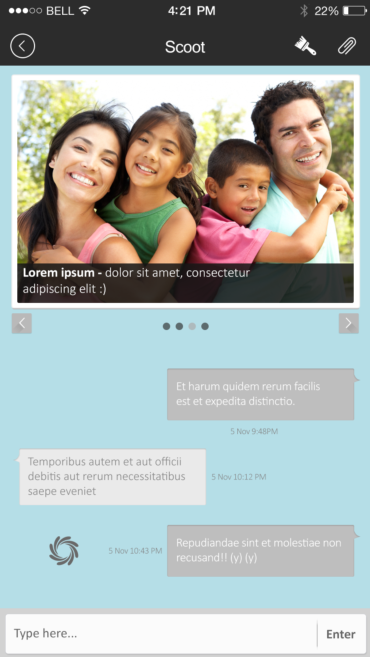 BELL 4:21 PM 22%
Scoot
Lorem ipsum - dolor sit amet, consectetur
adipiscing elit :)
Et harum quidem rerum facilis
est et expedita distinctio.
5 Nov 9:48PM
Temporibus autem et aut officii
debitis aut rerum necessitatibus
saepe eveniet
5 Nov 10:12 PM
5 Nov 10:43 PM
Repudiandae sint et molestiae non
recusand!! (y) (y)
Type here...
Enter